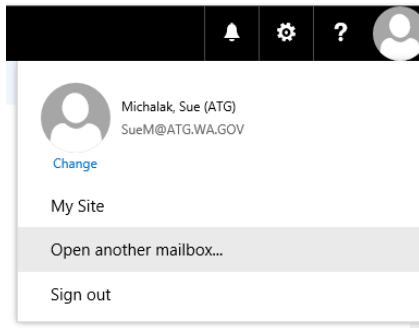 ?
Michalak, Sue (ATG)
SueM@ATG.WA.GOV
Change
My Site
Open another mailbox...
Sign out